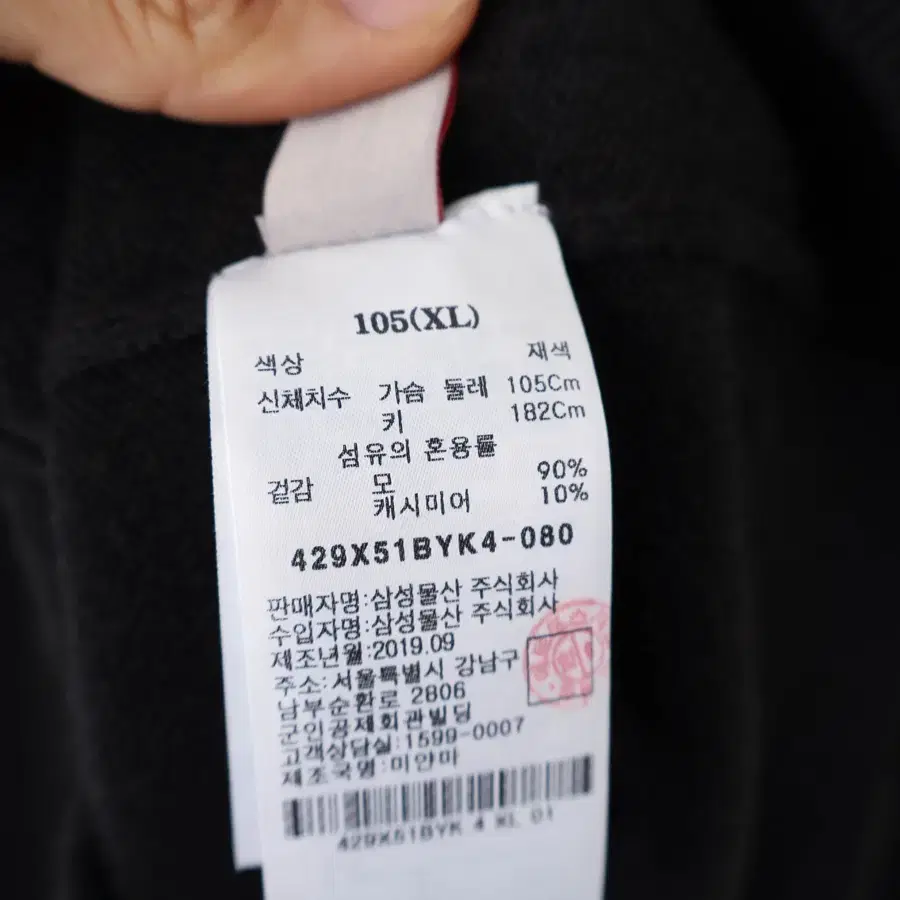 105(XL)
색상 재색
신체치수 가슴 둘레 105Cm
키 182Cm
섬유의 혼용률
겉감 모 90%
캐시미어 10%
429X51BYK4-080
판매자명:삼성물산 주식회사
수입자명:삼성물산 주식회사
제조년월:2019.09
주소:서울특별시 강남구
남부순환로 2806
군인공제회관빌딩
고객상담실:1599-0007
제조국명:미얀마
429X51BYK 4 XL 01